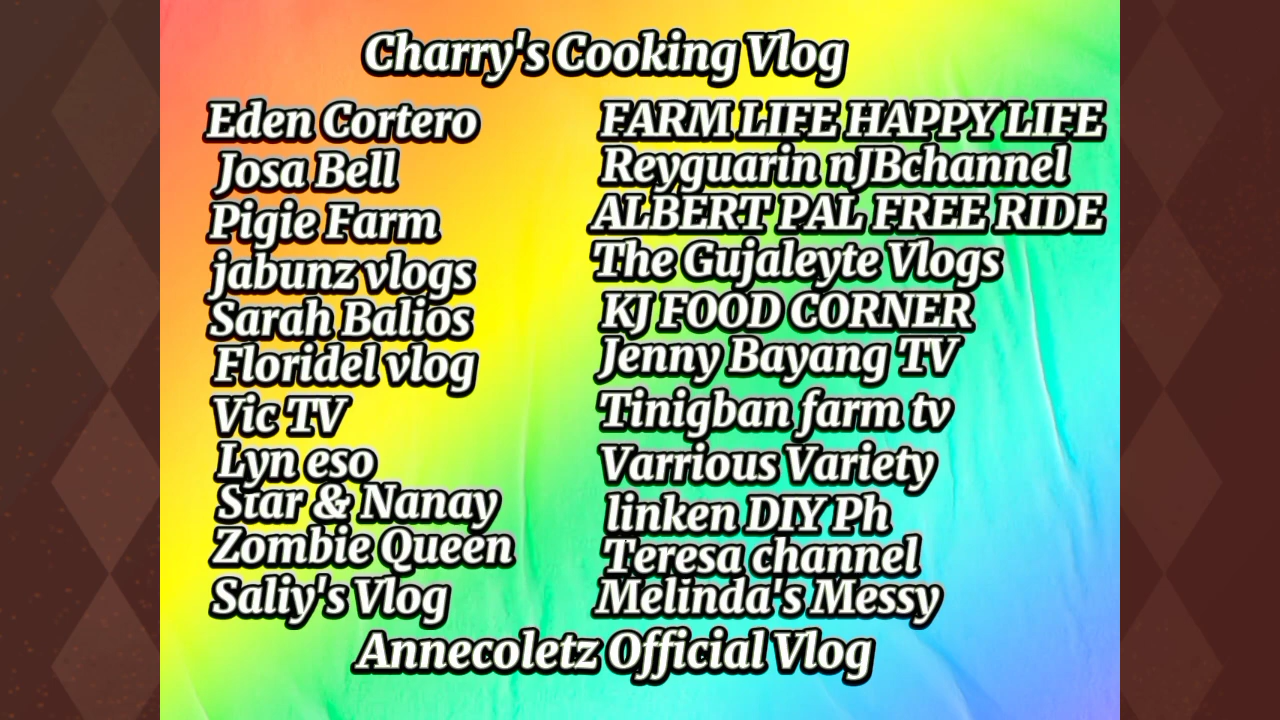 Charry's Cooking Vlog
Eden Cortero
Josa Bell
Pigie Farm
jabunz vlogs
Sarah Balios
Floridel vlog
Vic TV
Lyn eso
Star & Nanay
Zombie Queen
Saliy's Vlog
FARM LIFE HAPPY LIFE
Reyguarin nJBchannel
ALBERT PAL FREE RIDE
The Gujaleyte Vlogs
KJ FOOD CORNER
Jenny Bayang TV
Tinigban farm tv
Varrious Variety
linken DIY Ph
Teresa channel
Melinda's Messy
Annecoletz Official Vlog